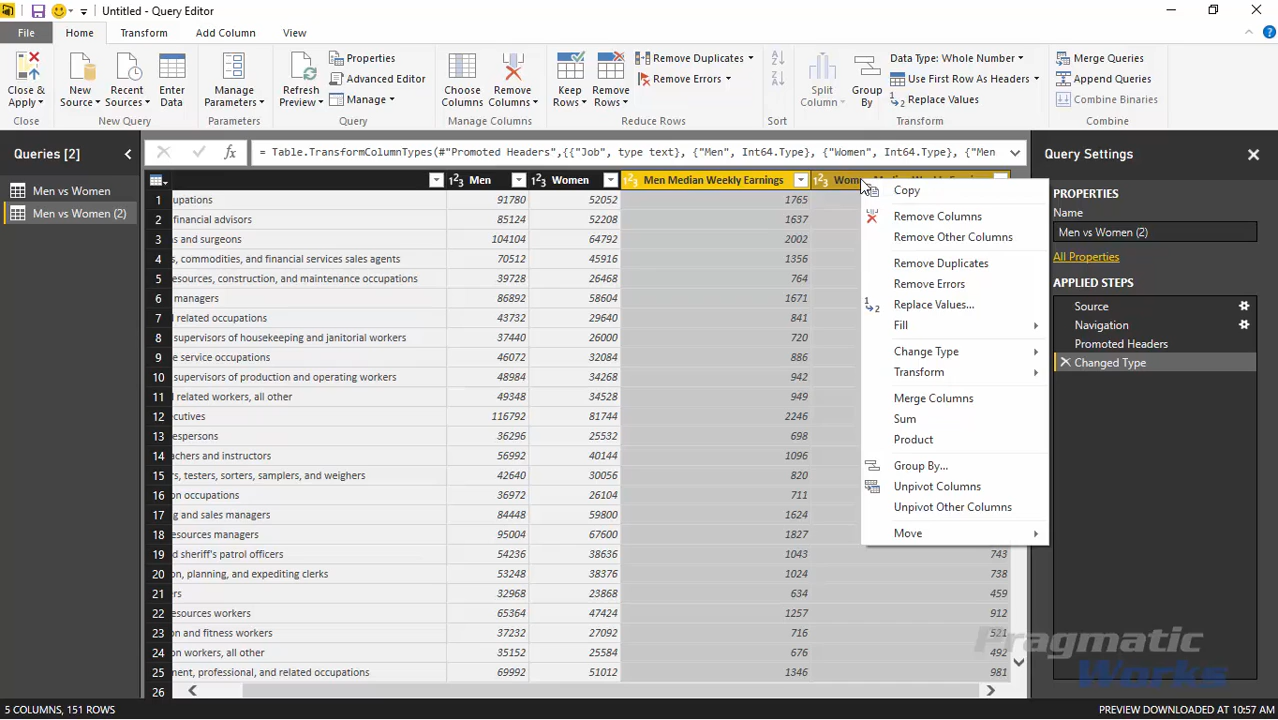 Untitled - Query Editor
File Home Transform Add Column View
Close & Apply
New Source
Recent Sources
Enter Data
Manage Parameters
Refresh Preview
Properties
Advanced Editor
Manage
Choose Columns
Remove Columns
Keep Rows
Remove Rows
Remove Duplicates
Remove Errors
Split Column
Group By
Data Type: Whole Number
Use First Row As Headers
Replace Values
Merge Queries
Append Queries
Combine Binaries
Close New Query Parameters Query Manage Columns Reduce Rows Sort Transform Combine
Queries [2]
Men vs Women
Men vs Women (2)
= Table.TransformColumnTypes(#"Promoted Headers",{{"Job", type text}, {"Men", Int64.Type}, {"Women", Int64.Type}, {"Men
Men Women Men Median Weekly Earnings
1 upations 91780 52052 1765
2 financial advisors 85124 52208 1637
3 s and surgeons 104104 64792 2002
4 s, commodities, and financial services sales agents 70512 45916 1356
5 esources, construction, and maintenance occupations 39728 26468 764
6 managers 86892 58604 1671
7 d related occupations 43732 29640 841
8 supervisors of housekeeping and janitorial workers 37440 26000 720
9 e service occupations 46072 32084 886
10 supervisors of production and operating workers 48984 34268 942
11 d related workers, all other 49348 34528 949
12 ecutives 116792 81744 2246
13 espersons 36296 25532 698
14 achers and instructors 56992 40144 1096
15 rs, testers, sorters, samplers, and weighers 42640 30056 820
16 on occupations 36972 26104 711
17 g and sales managers 84448 59800 1624
18 esources managers 95004 67600 1827
19 d sheriff's patrol officers 54236 38636 1043 743
20 on, planning, and expediting clerks 53248 38376 1024 738
21 ers 32968 23868 634 459
22 esources workers 65364 47424 1257 912
23 on and fitness workers 37232 27092 716 521
24 on workers, all other 35152 25584 676 492
25 ment, professional, and related occupations 69992 51012 1346 981
26
Copy
Remove Columns
Remove Other Columns
Remove Duplicates
Remove Errors
Replace Values...
Fill
Change Type
Transform
Merge Columns
Sum
Product
Group By...
Unpivot Columns
Unpivot Other Columns
Move
Query Settings
PROPERTIES
Name
Men vs Women (2)
All Properties
APPLIED STEPS
Source
Navigation
Promoted Headers
Changed Type
Pragmatic
Works
5 COLUMNS, 151 ROWS
PREVIEW DOWNLOADED AT 10:57 AM